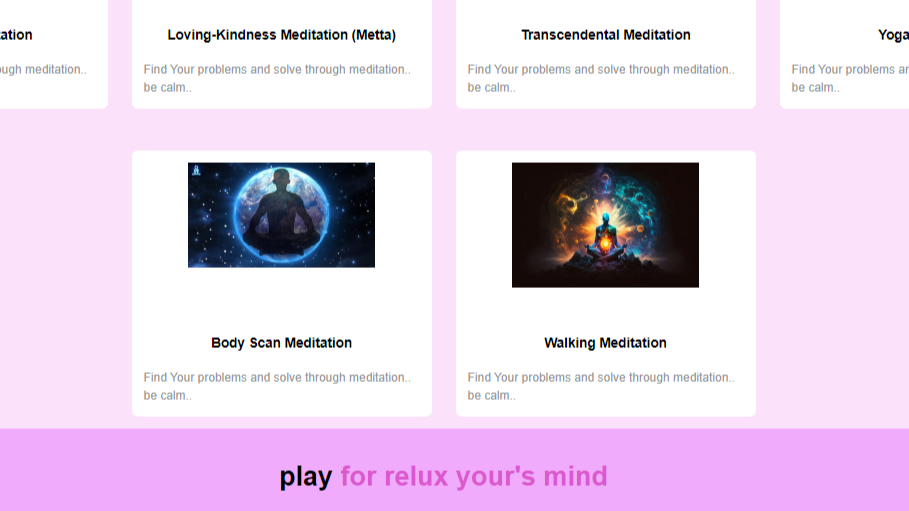 ation
Loving-Kindness Meditation (Metta)
Transcendental Meditation
Yoga
ough meditation..
Find Your problems and solve through meditation..
be calm..
Find Your problems and solve through meditation..
be calm..
Find Your problems ar
be calm..
Body Scan Meditation
Walking Meditation
Find Your problems and solve through meditation..
be calm..
Find Your problems and solve through meditation..
be calm..
play for relux your's mind